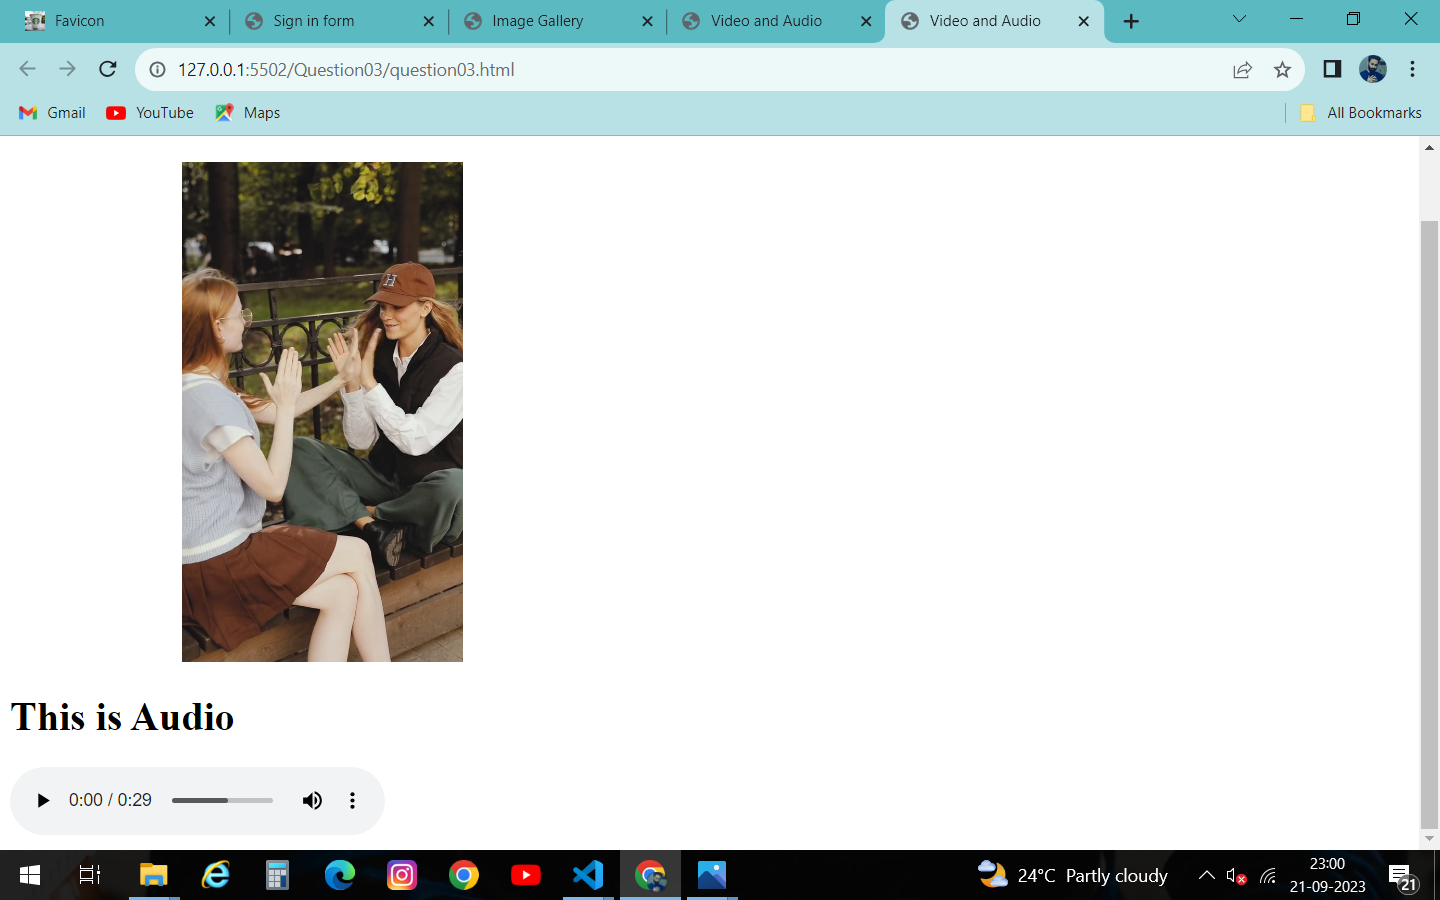 Favicon
Sign in form
Image Gallery
Video and Audio
Video and Audio
127.0.0.1:5502/Question03/question03.html
Gmail
YouTube
Maps
All Bookmarks
H
This is Audio
0:00 / 0:29
24°C Partly cloudy
23:00
21-09-2023
21